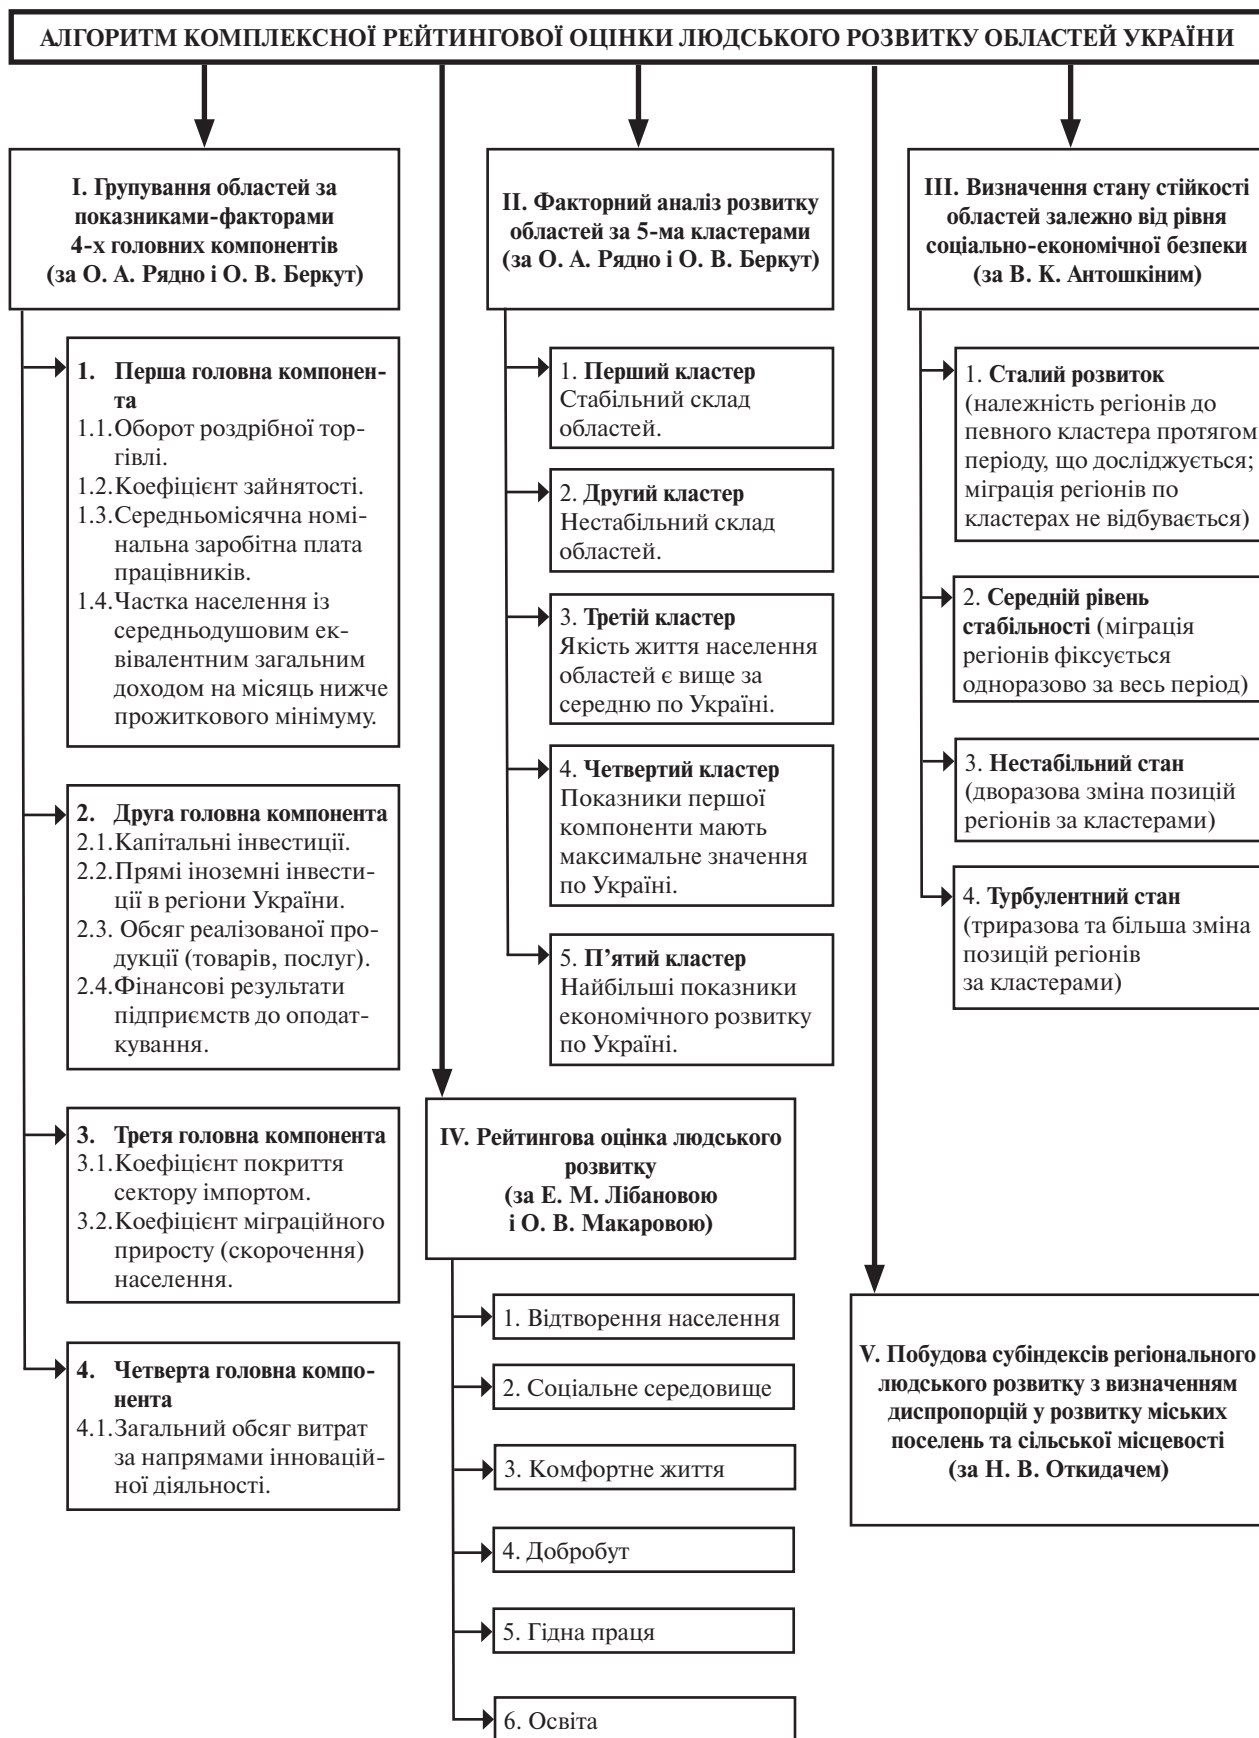 АЛГОРИТМ КОМПЛЕКСНОЇ РЕЙТИНГОВОЇ ОЦІНКИ ЛЮДСЬКОГО РОЗВИТКУ ОБЛАСТЕЙ УКРАЇНИ
I. Групування областей за
показниками-факторами
4-х головних компонентів
(за О. А. Рядно і О. В. Беркут)
1. Перша головна компонен-
та
1.1.Оборот роздрібної тор-
гівлі.
1.2.Коефіцієнт зайнятості.
1.3.Середньомісячна номі-
нальна заробітна плата
працівників.
1.4.Частка населення із
середньодушовим ек-
вівалентним загальним
доходом на місяць нижче
прожиткового мінімуму.
2. Друга головна компонента
2.1.Капітальні інвестиції.
2.2.Прямі іноземні інвести-
ції в регіони України.
2.3. Обсяг реалізованої про-
дукції (товарів, послуг).
2.4.Фінансові результати
підприємств до оподат-
кування.
3. Третя головна компонента
3.1.Коефіцієнт покриття
сектору імпортом.
3.2.Коефіцієнт міграційного
приросту (скорочення)
населення.
4. Четверта головна компо-
нента
4.1.Загальний обсяг витрат
за напрямами інновацій-
ної діяльності.
II. Факторний аналіз розвитку
областей за 5-ма кластерами
(за О. А. Рядно і О. В. Беркут)
1. Перший кластер
Стабільний склад
областей.
2. Другий кластер
Нестабільний склад
областей.
3. Третій кластер
Якість життя населення
областей є вище за
середню по Україні.
4. Четвертий кластер
Показники першої
компоненти мають
максимальне значення
по Україні.
5. П’ятий кластер
Найбільші показники
економічного розвитку
по Україні.
III. Визначення стану стійкості
областей залежно від рівня
соціально-економічної безпеки
(за В. К. Антошкіним)
1. Сталий розвиток
(належність регіонів до
певного кластера протягом
періоду, що досліджується;
міграція регіонів по
кластерах не відбувається)
2. Середній рівень
стабільності (міграція
регіонів фіксується
одноразово за весь період)
3. Нестабільний стан
(дворазова зміна позицій
регіонів за кластерами)
4. Турбулентний стан
(триразова та більша зміна
позицій регіонів
за кластерами)
IV. Рейтингова оцінка людського
розвитку
(за Е. М. Лібановою
і О. В. Макаровою)
1. Відтворення населення
2. Соціальне середовище
3. Комфортне життя
4. Добробут
5. Гідна праця
6. Освіта
V. Побудова субіндексів регіонального
людського розвитку з визначенням
диспропорцій у розвитку міських
поселень та сільської місцевості
(за Н. В. Откидачем)